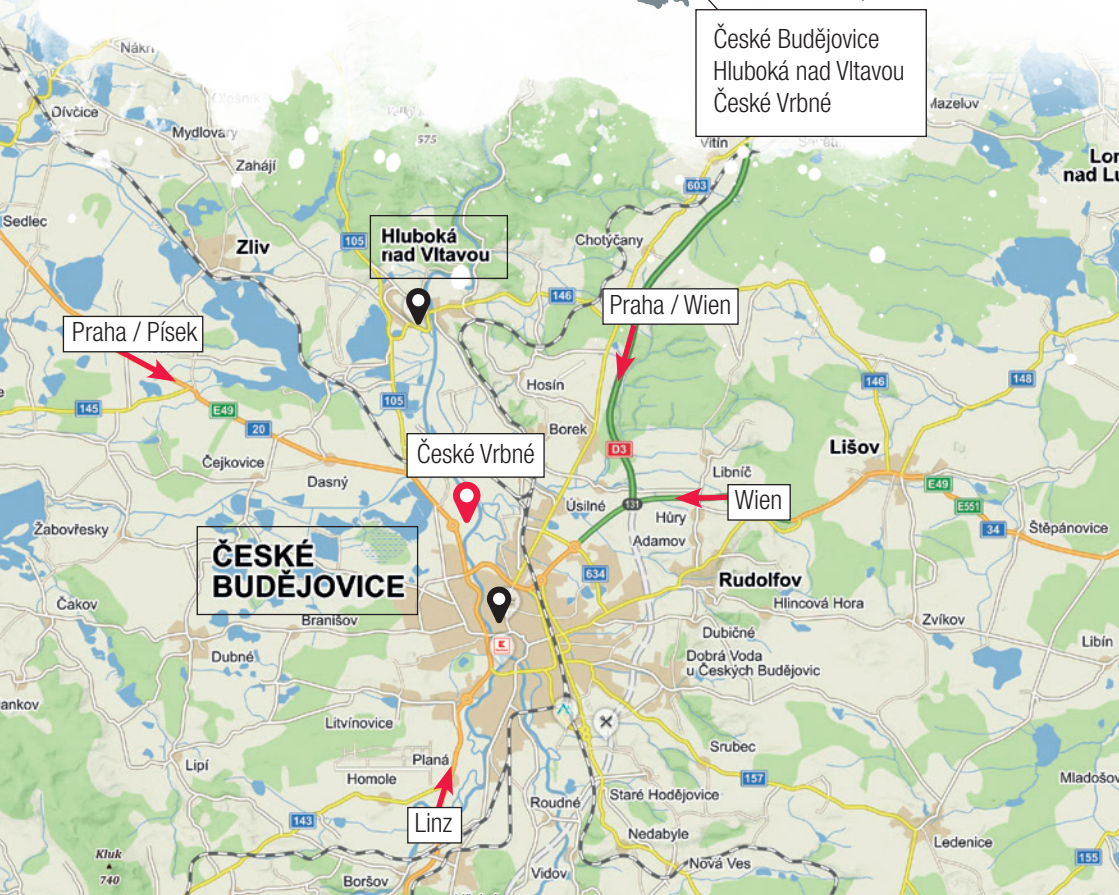 České Budějovice
Hluboká nad Vltavou
České Vrbné
Nákří
Dívčice
Olešník
Mydlovary
Zahájí
575
Vitín
Mazelov
603
Sedlec
Zliv
105
Hluboká
nad Vltavou
Chotýčany
146
Praha / Wien
Praha / Písek
145
E49
20
105
Hosín
146
148
Borek
D3
Lišov
České Vrbné
Čejkovice
Dasný
Libníč
E49
E551
34
Wien
Úsilné
131
Hůry
Adamov
Štěpánovice
Žabovřesky
ČESKÉ
BUDĚJOVICE
634
Rudolfov
Hlincová Hora
Čakov
Branišov
Zvíkov
Libín
Dubičné
Dubné
Dobrá Voda
u Českých Budějovic
Litvínovice
Planá
Homole
Lipí
Srubec
157
Mladošov
143
Linz
Roudné
Staré Hodějovice
Nedabyle
Ledenice
Kluk
740
Nová Ves
155
Boršov
Vidov